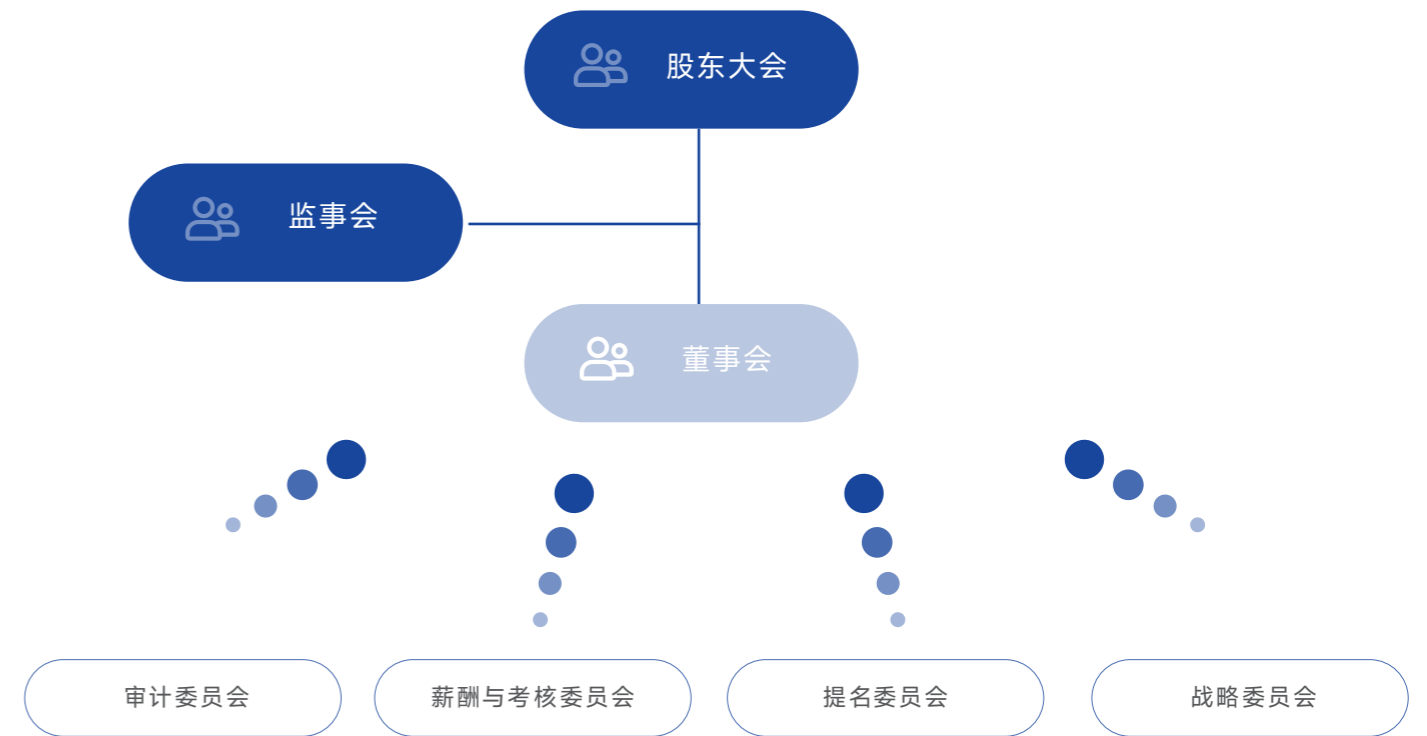 股东大会
监事会
董事会
审计委员会
薪酬与考核委员会
提名委员会
战略委员会